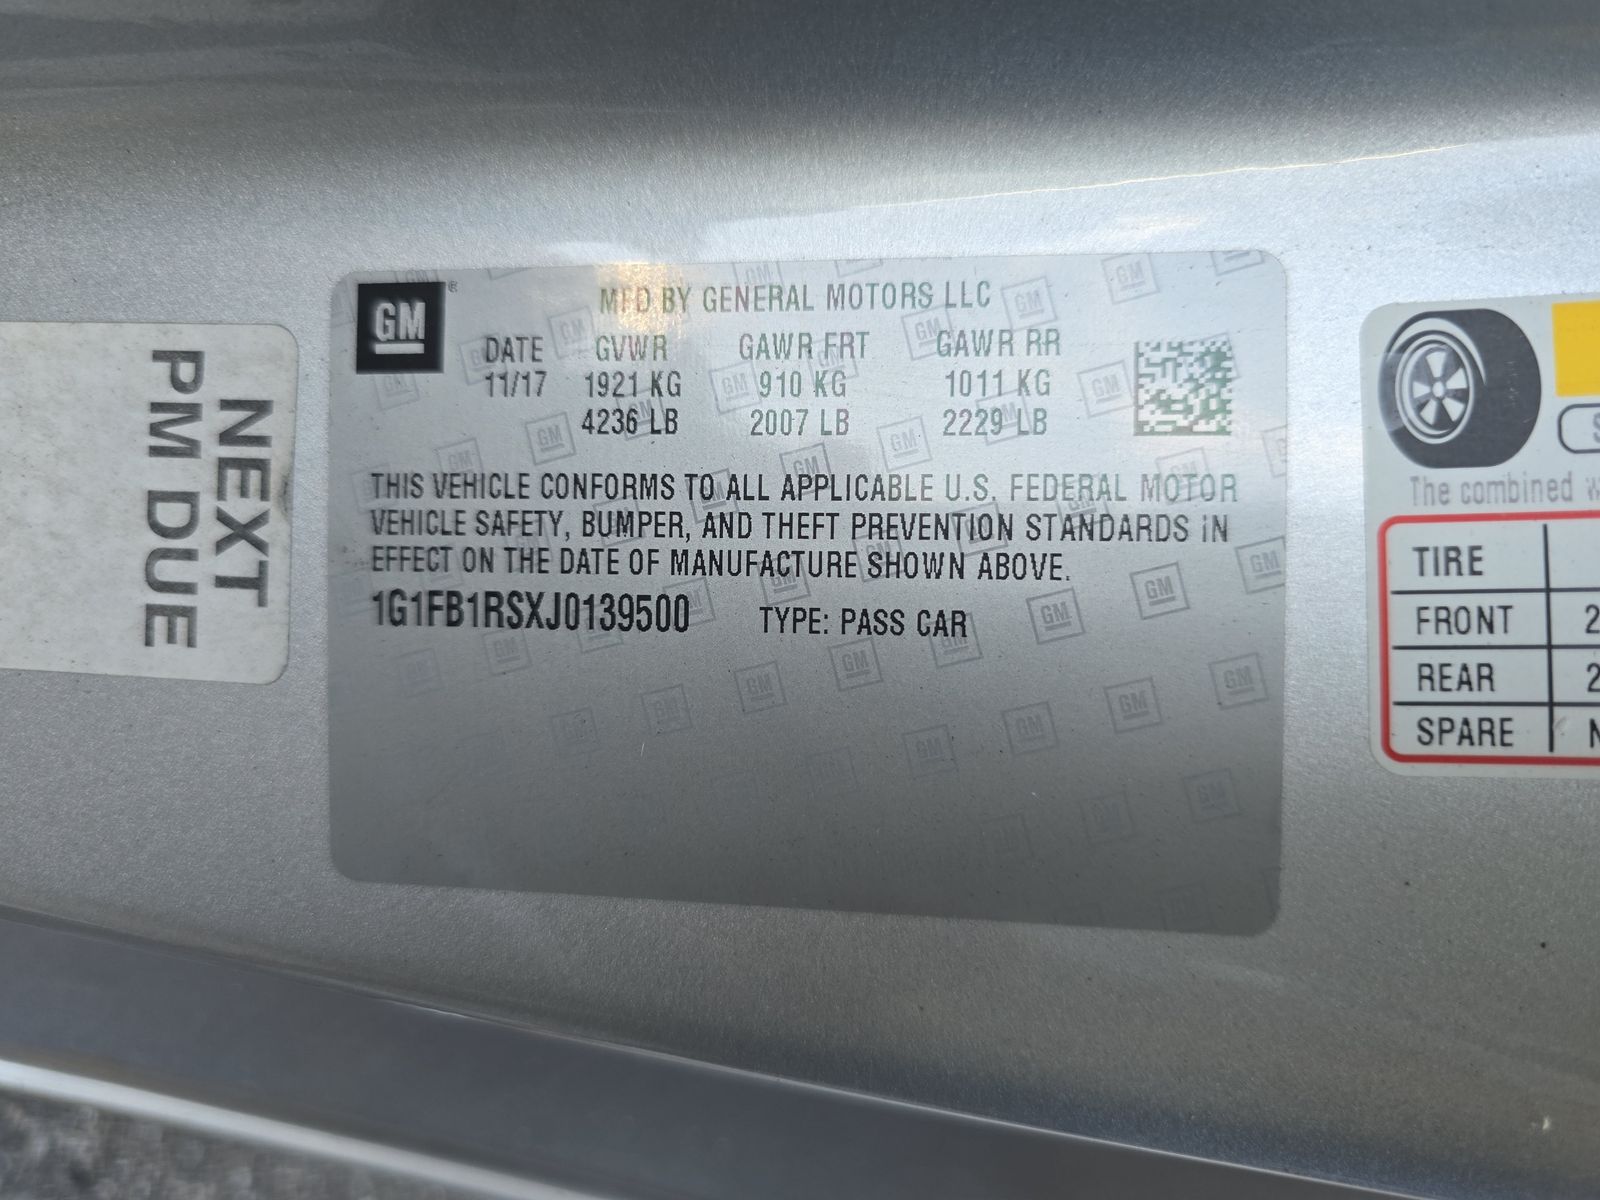 NEXT
PM DUE
GM ®
MFD BY GENERAL MOTORS LLC
DATE GVWR GAWR FRT GAWR RR
11/17 1921 KG 910 KG 1011 KG
4236 LB 2007 LB 2229 LB
THIS VEHICLE CONFORMS TO ALL APPLICABLE U.S. FEDERAL MOTOR
VEHICLE SAFETY, BUMPER, AND THEFT PREVENTION STANDARDS IN
EFFECT ON THE DATE OF MANUFACTURE SHOWN ABOVE.
1G1FB1RSXJ0139500 TYPE: PASS CAR
The combined
TIRE
FRONT 2
REAR 2
SPARE N